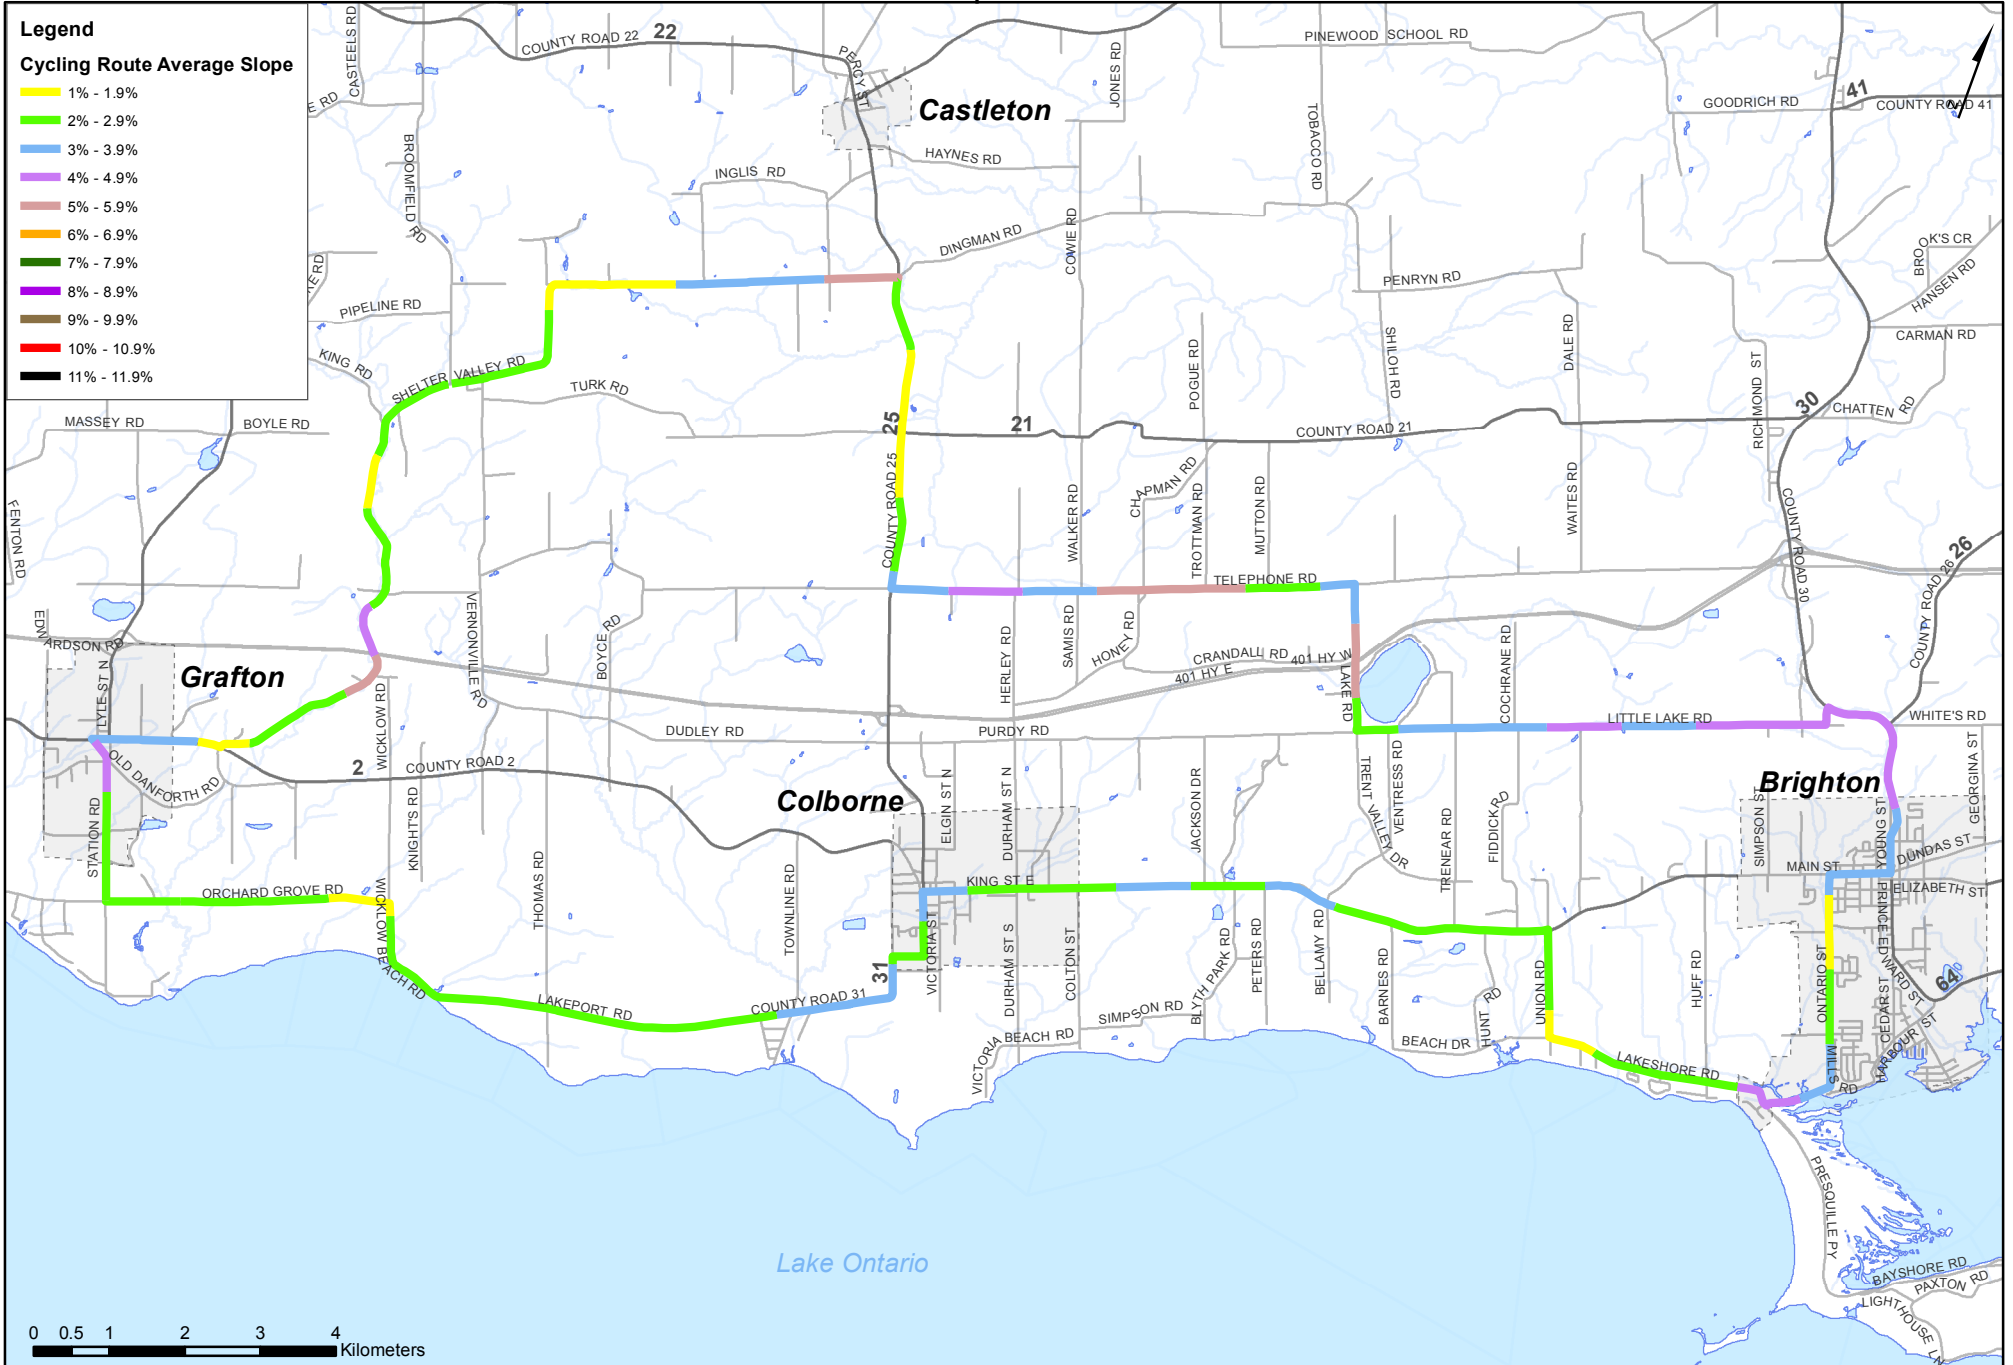 Legend
Cycling Route Average Slope
1% - 1.9%
2% - 2.9%
3% - 3.9%
4% - 4.9%
5% - 5.9%
6% - 6.9%
7% - 7.9%
8% - 8.9%
9% - 9.9%
10% - 10.9%
11% - 11.9%
CASTEELS RD
COUNTY ROAD 22
22
PERCY ST
JONES RD
PINEWOOD SCHOOL RD
GOODRICH RD
41
COUNTY ROAD 41
Castleton
E RD
BROOMFIELD RD
HAYNES RD
TOBACCO RD
INGLIS RD
COWIE RD
DINGMAN RD
BROOK'S CR
HANSEN RD
RE RD
PIPELINE RD
PENRYN RD
CARMAN RD
KING RD
SHELTER VALLEY RD
TURK RD
POGUE RD
SHILOH RD
DALE RD
RICHMOND ST
MASSEY RD
BOYLE RD
25
21
COUNTY ROAD 21
30
CHATTEN RD
FENTON RD
COUNTY ROAD 25
WALKER RD
CHAPMAN RD
TROTTMAN RD
MUTTON RD
WAITES RD
COUNTY ROAD 30
26
COUNTY ROAD 26
TELEPHONE RD
EDWARDSON RD
LYLE ST N
Grafton
VERNONVILLE RD
BOYCE RD
HERLEY RD
SAMIS RD
HONEY RD
CRANDALL RD
401 HY E
401 HY W
LAKE RD
COCHRANE RD
WICKLOW RD
DUDLEY RD
PURDY RD
LITTLE LAKE RD
WHITE'S RD
OLD DANFORTH RD
2
COUNTY ROAD 2
STATION RD
KNIGHT'S RD
Colborne
ELGIN ST N
DURHAM ST N
JACKSON DR
TRENT VALLEY DR
VENTRESS RD
TRENEAR RD
FIDDICK RD
Brighton
SIMPSON ST
YOUNG ST
GEORGINA ST
DUNDAS ST
MAIN ST
ELIZABETH ST
ORCHARD GROVE RD
WICKLOW BEACH RD
THOMAS RD
TOWNLINE RD
KING ST E
VICTORIA ST
DURHAM ST S
COLTON ST
BLYTH PARK RD
PETERS RD
BELLAMY RD
BARNES RD
HUNT RD
UNION RD
HUFF RD
ONTARIO ST
PRINCE EDWARD ST
CEDAR ST
HARBOUR ST
64
31
LAKEPORT RD
COUNTY ROAD 31
VICTORIA BEACH RD
SIMPSON RD
BEACH DR
LAKESHORE RD
MILLS RD
PRESQUILLE PY
Lake Ontario
BAYSHORE RD
PAXTON RD
LIGHTHOUSE LN
0 0.5 1 2 3 4
Kilometers